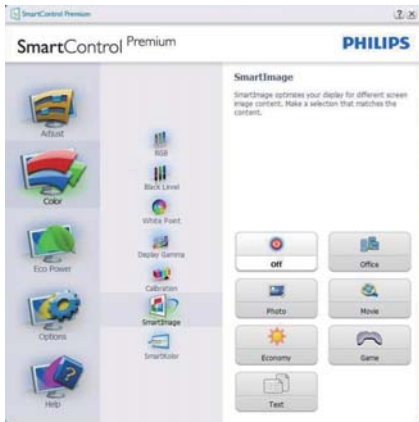 SmartControl Premium
SmartControl Premium
PHILIPS
Adjust
Color
Eco Power
Options
Help
RGB
Black Level
White Point
Display Gamma
Calibration
SmartImage
SmartKolor
SmartImage
SmartImage optimizes your display for different screen
image content. Make a selection that matches the
content.
Off
Office
Photo
Movie
Economy
Game
Text